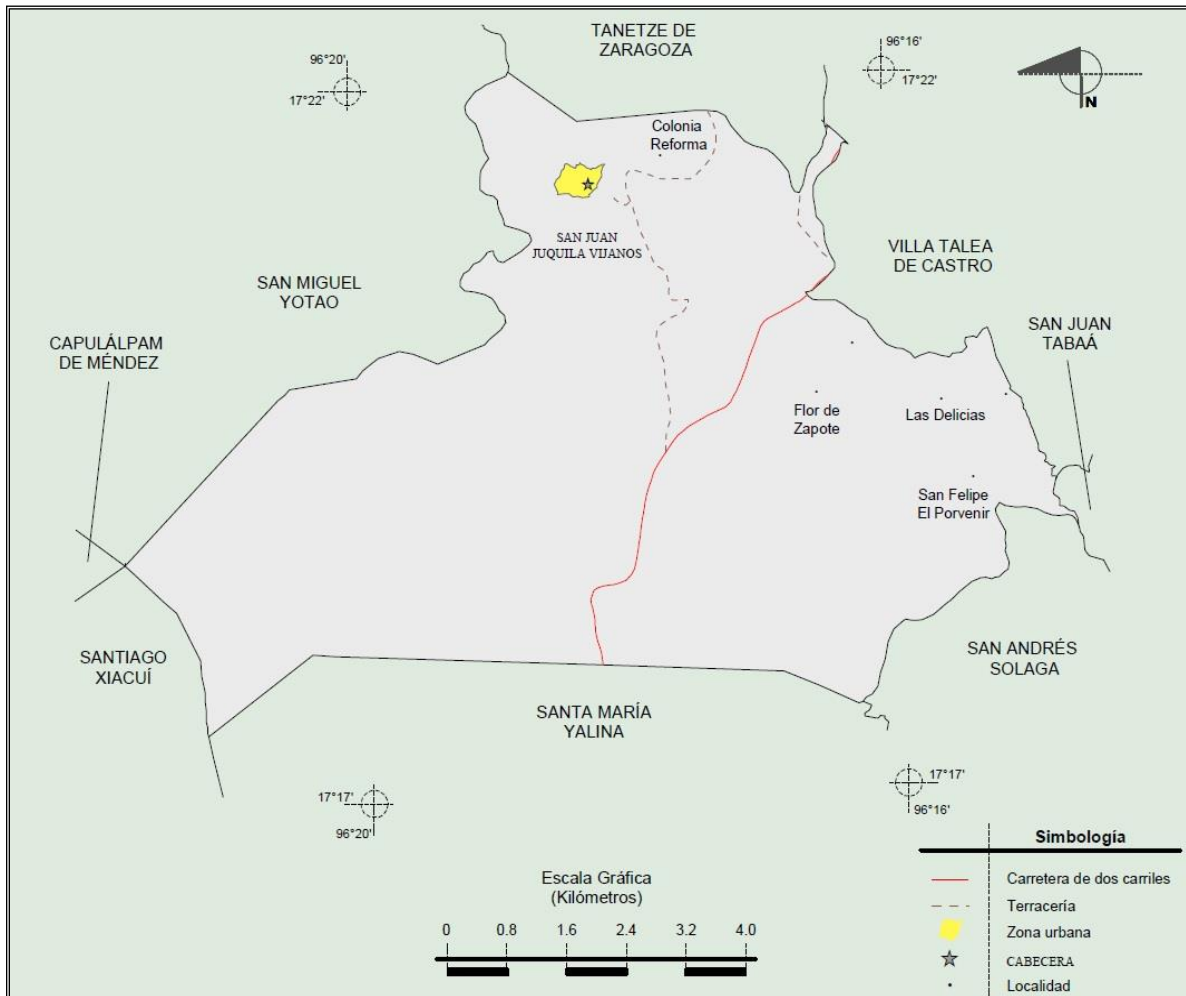 TANETZE DE
ZARAGOZA
96°20'
17°22'
96°16'
17°22'
N
Colonia
Reforma
SAN JUAN
JUQUILA VIJANOS
VILLA TALEA
DE CASTRO
SAN MIGUEL
YOTAO
CAPULÁLPAM
DE MÉNDEZ
SAN JUAN
TABAÁ
Flor de
Zapote
Las Delicias
San Felipe
El Porvenir
SANTIAGO
XIACUÍ
SAN ANDRÉS
SOLAGA
SANTA MARÍA
YALINA
17°17'
96°20'
17°17'
96°16'
Escala Gráfica
(Kilómetros)
0 0.8 1.6 2.4 3.2 4.0
Simbología
Carretera de dos carriles
Terracería
Zona urbana
CABECERA
Localidad